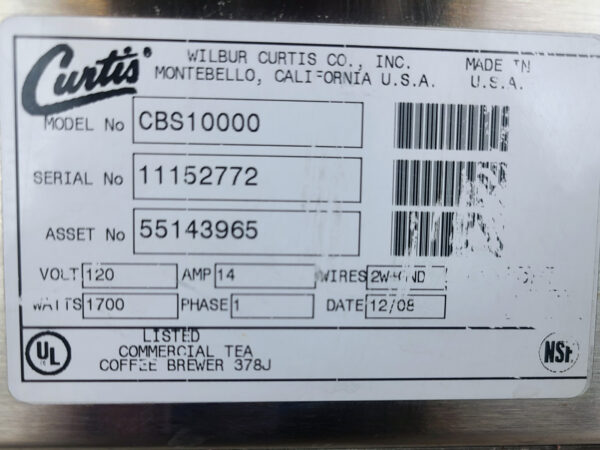 Curtis® WILBUR CURTIS CO., INC. MADE IN
MONTEBELLO, CALIFORNIA U.S.A. U.S.A.
MODEL No CBS10000
SERIAL No 11152772
ASSET No 55143965
VOLT 120 AMP 14 WIRES 2W+GND
WATTS 1700 PHASE 1 DATE 12/08
UL LISTED NSF
COMMERCIAL TEA
COFFEE BREWER 378J